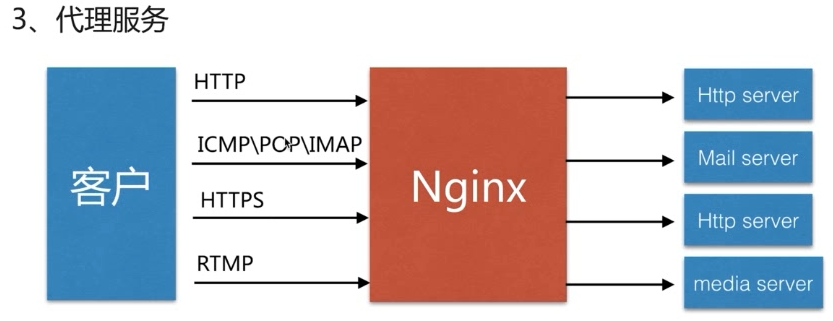 3、代理服务
HTTP
ICMP\POP\IMAP
HTTPS
RTMP
客户
Nginx
Http server
Mail server
Http server
media server